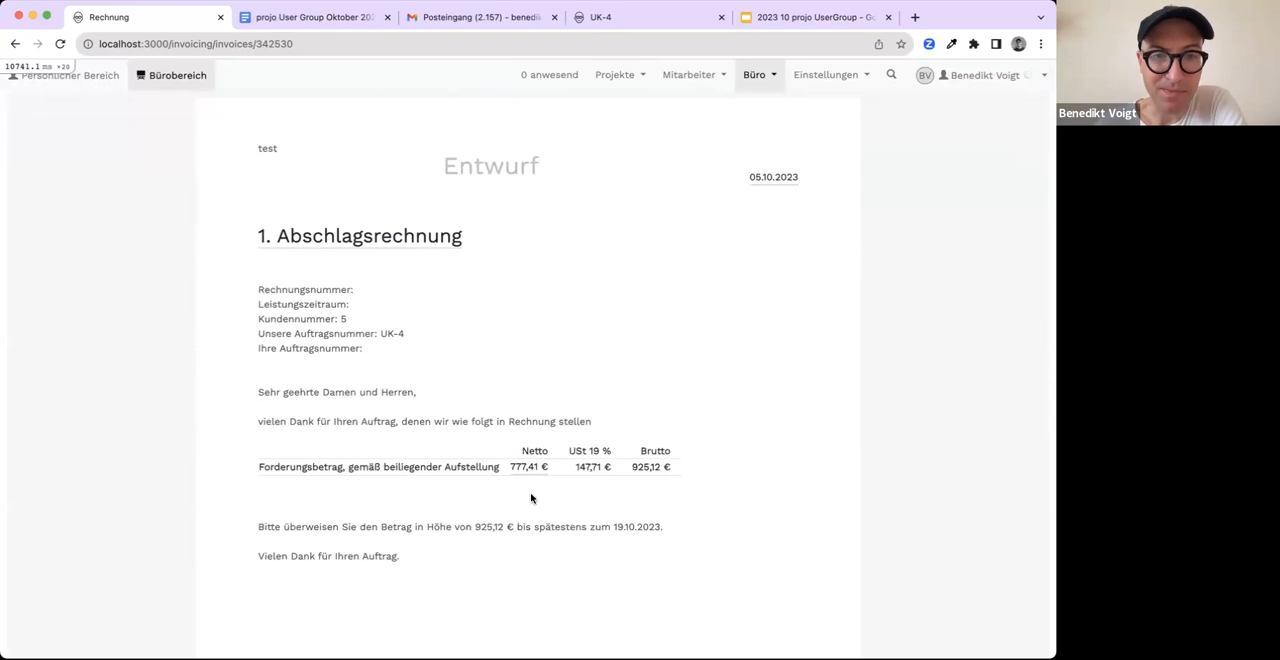 Rechnung
projo User Group Oktober 202
Posteingang (2.157) - benedi
UK-4
2023 10 projo UserGroup - Go
localhost:3000/invoicing/invoices/342530
10741.1 ms ×20
Persönlicher Bereich
Bürobereich
0 anwesend
Projekte
Mitarbeiter
Büro
Einstellungen
BV
Benedikt Voigt
Benedikt Voigt
test
Entwurf
05.10.2023
1. Abschlagsrechnung
Rechnungsnummer:
Leistungszeitraum:
Kundennummer: 5
Unsere Auftragsnummer: UK-4
Ihre Auftragsnummer:
Sehr geehrte Damen und Herren,
vielen Dank für Ihren Auftrag, denen wir wie folgt in Rechnung stellen
Netto USt 19 % Brutto
Forderungsbetrag, gemäß beiliegender Aufstellung 777,41 € 147,71 € 925,12 €
Bitte überweisen Sie den Betrag in Höhe von 925,12 € bis spätestens zum 19.10.2023.
Vielen Dank für Ihren Auftrag.